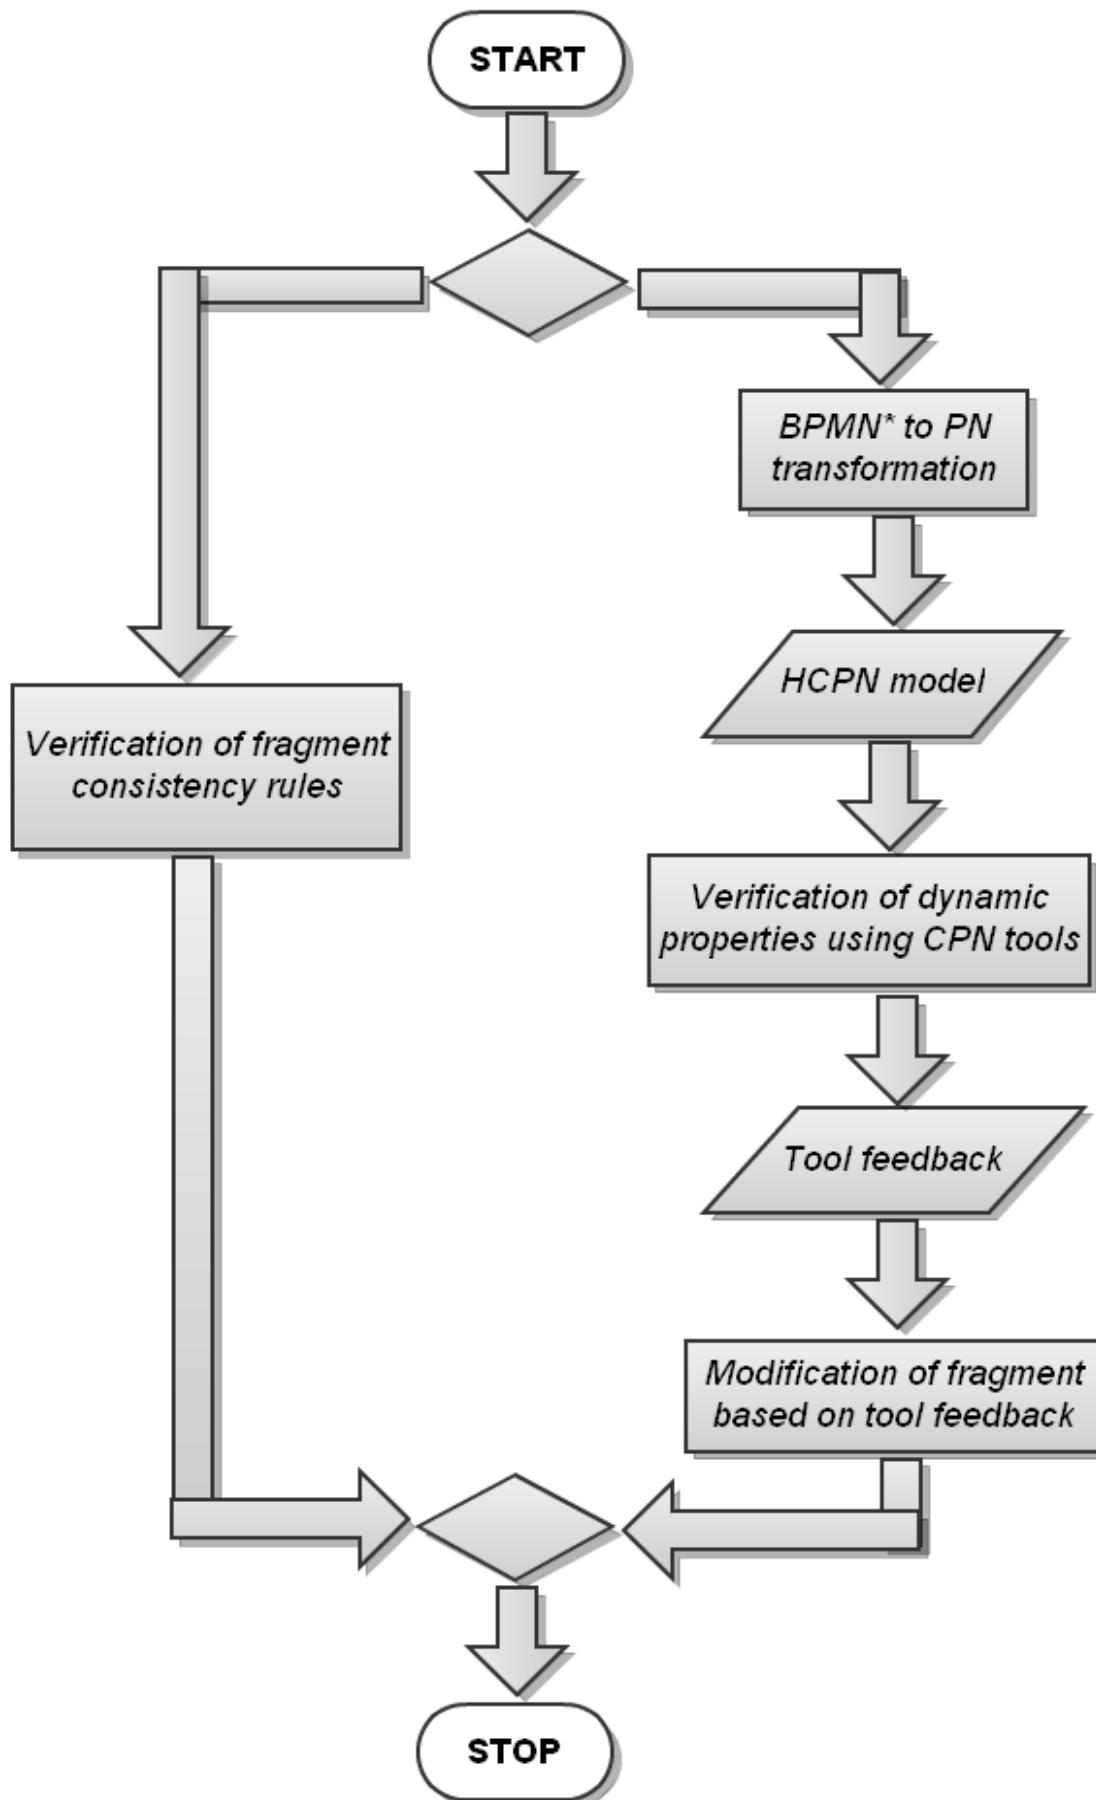 START
BPMN* to PN
transformation
HCPN model
Verification of fragment
consistency rules
Verification of dynamic
properties using CPN tools
Tool feedback
Modification of fragment
based on tool feedback
STOP